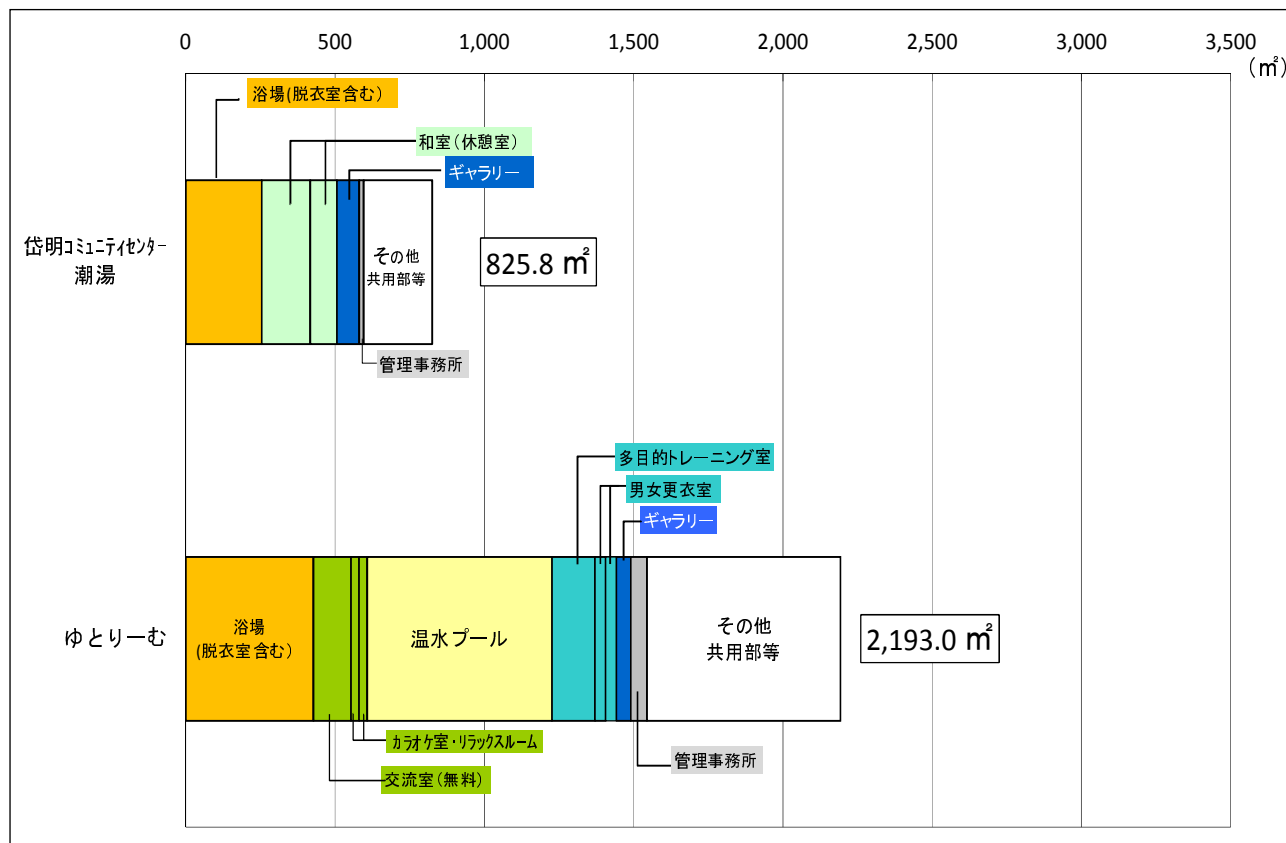 0 500 1,000 1,500 2,000 2,500 3,000 3,500
(㎡)
浴場(脱衣室含む)
和室(休憩室)
ギャラリー
岱明コミュニティセンター
潮湯
その他
共用部等
825.8 ㎡
管理事務所
多目的トレーニング室
男女更衣室
ギャラリー
ゆとりーむ
浴場
(脱衣室含む)
温水プール
その他
共用部等
2,193.0 ㎡
カラオケ室・リラックスルーム
管理事務所
交流室(無料)